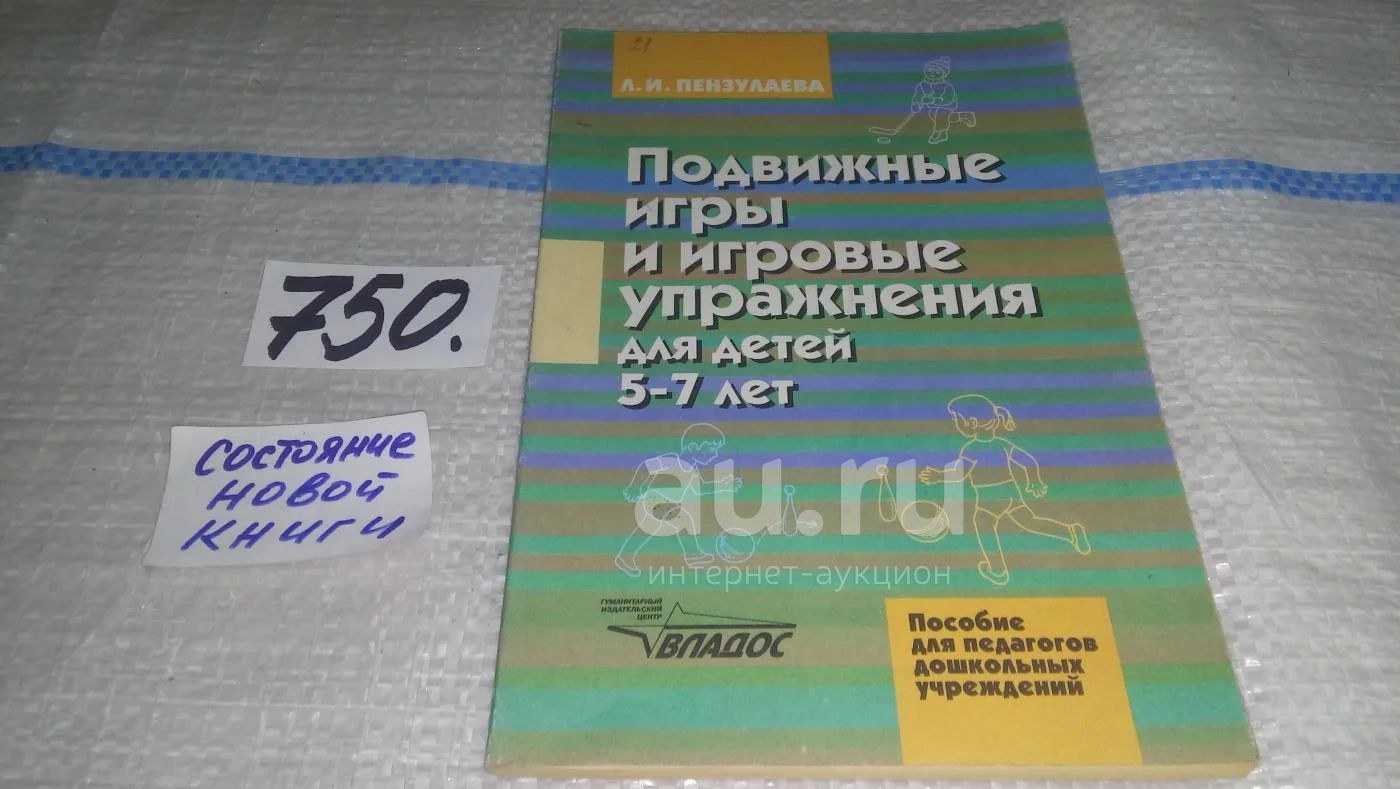 21
Л.И. ПЕНЗУЛАЕВА
Подвижные
игры
и игровые
упражнения
для детей
5-7 лет
750.
состояние
новой
книги
au.ru
интернет-аукцион
ГУМАНИТАРНЫЙ
ИЗДАТЕЛЬСКИЙ
ЦЕНТР
ВЛАДОС
Пособие
для педагогов
дошкольных
учреждений